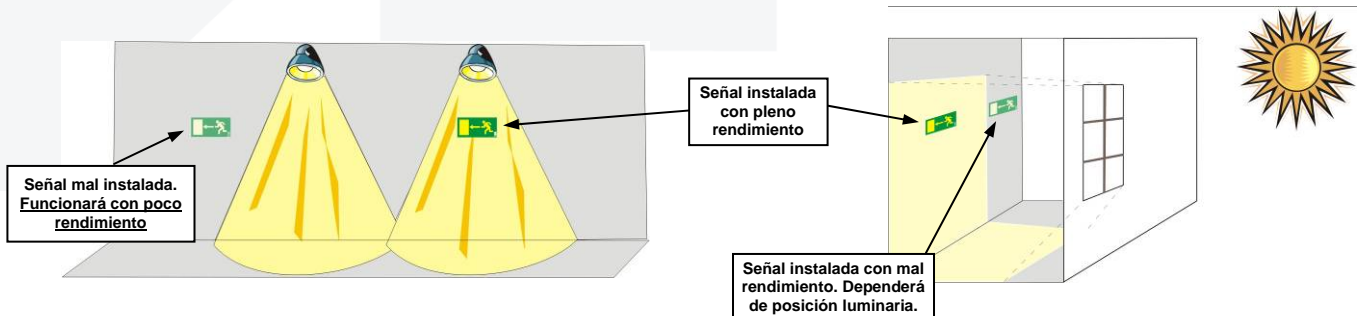 Señal mal instalada.
Funcionará con poco
rendimiento
Señal instalada
con pleno
rendimiento
Señal instalada con mal
rendimiento. Dependerá
de posición luminaria.